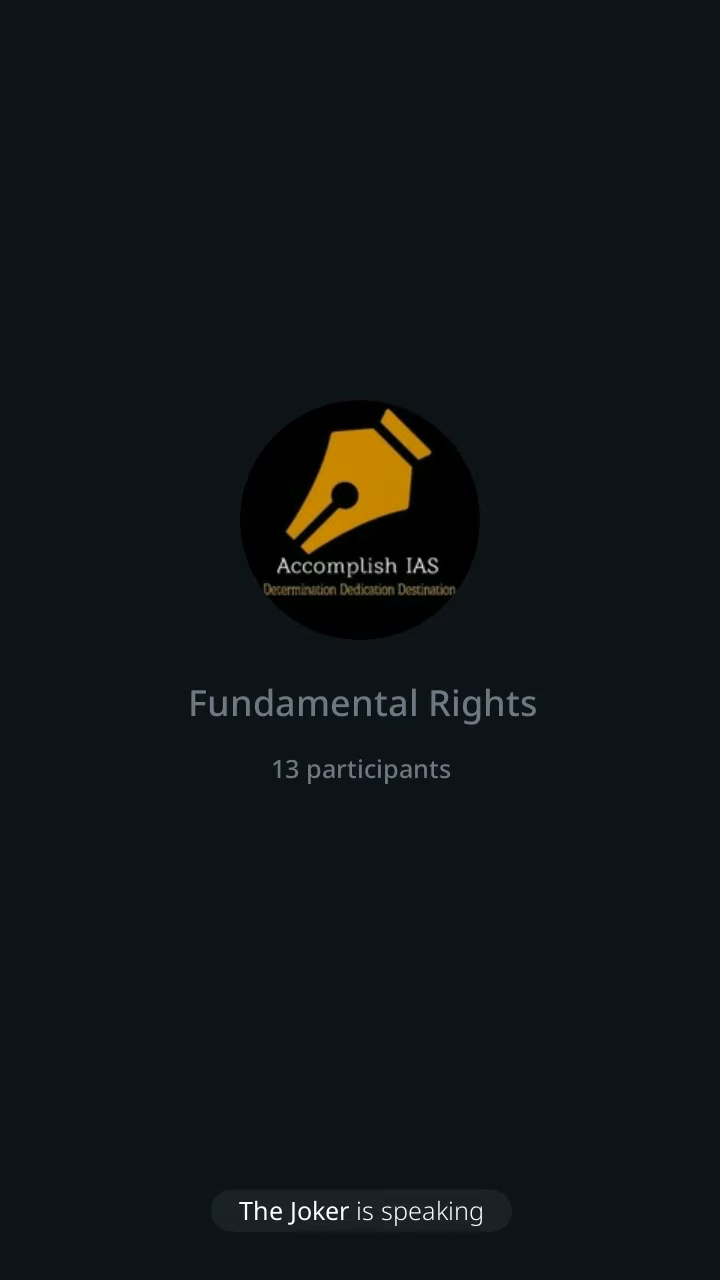 Accomplish IAS
Determination Dedication Destination
Fundamental Rights
13 participants
The Joker is speaking